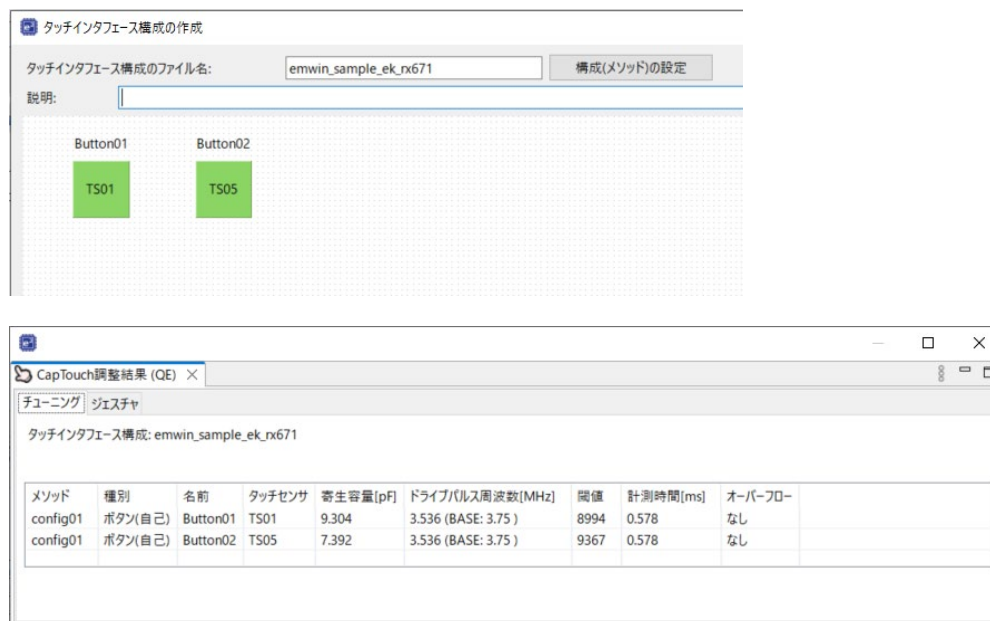 タッチインタフェース構成の作成
タッチインタフェース構成のファイル名: emwin_sample_ek_rx671 構成(メソッド)の設定
説明:
Button01 Button02
TS01 TS05
CapTouch調整結果 (QE)
チューニング ジェスチャ
タッチインタフェース構成: emwin_sample_ek_rx671
メソッド 種別 名前 タッチセンサ 寄生容量[pF] ドライブパルス周波数[MHz] 閾値 計測時間[ms] オーバーフロー
config01 ボタン(自己) Button01 TS01 9.304 3.536 (BASE: 3.75 ) 8994 0.578 なし
config01 ボタン(自己) Button02 TS05 7.392 3.536 (BASE: 3.75 ) 9367 0.578 なし